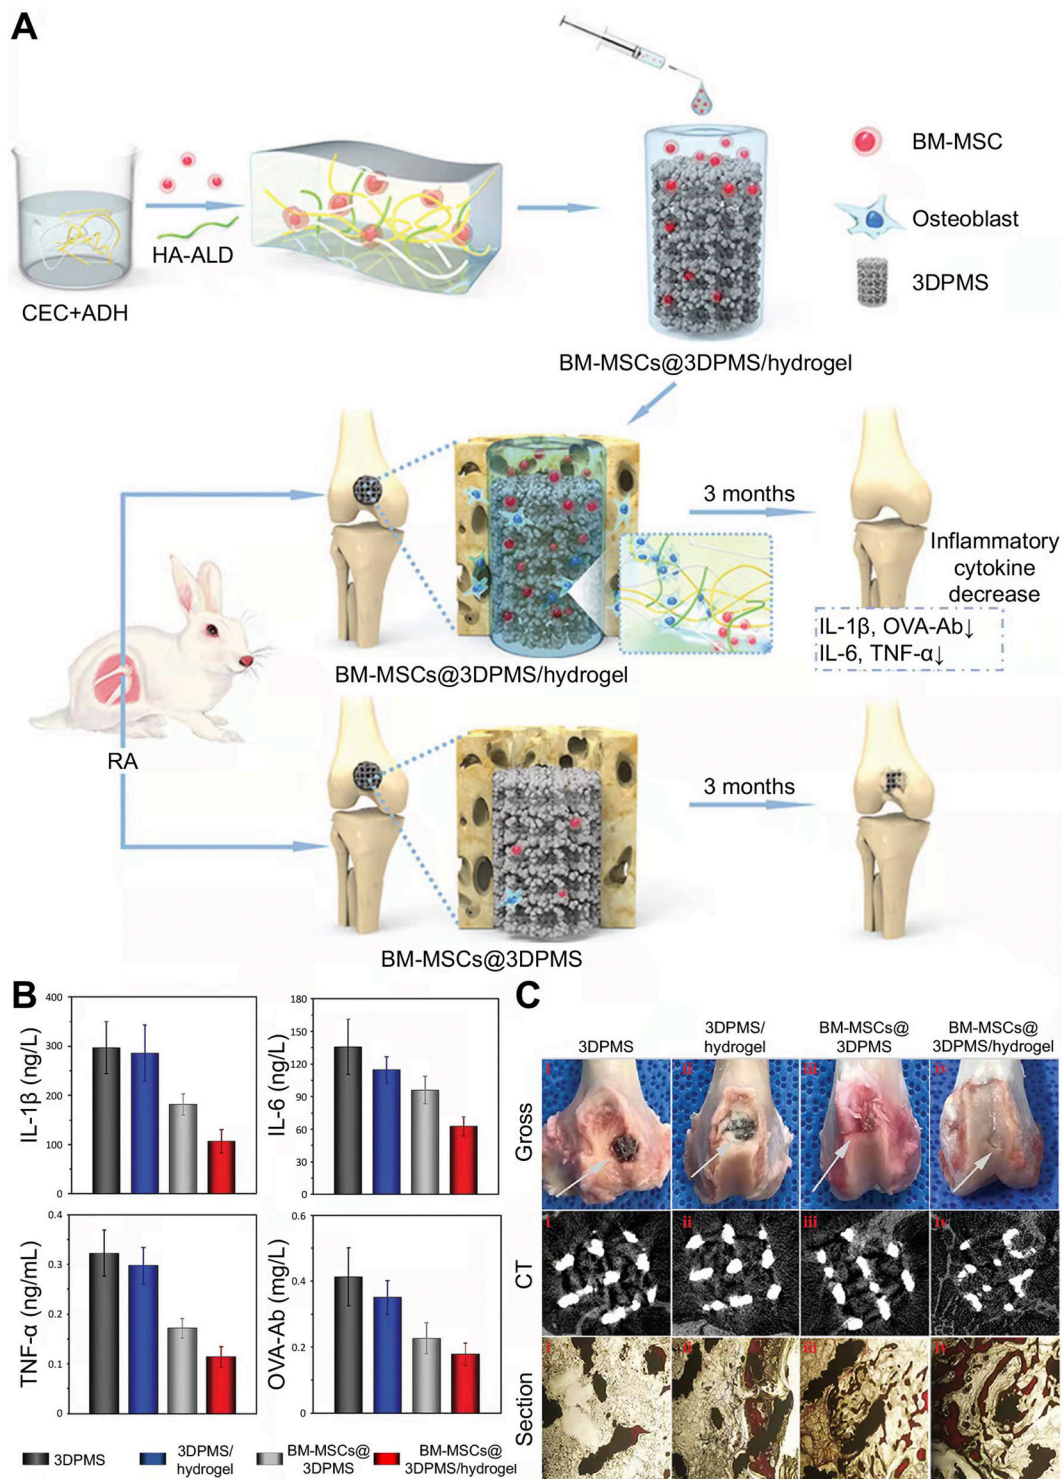 A
BM-MSC
Osteoblast
3DPMS
HA-ALD
CEC+ADH
BM-MSCs@3DPMS/hydrogel
3 months
Inflammatory
cytokine
decrease
IL-1β, OVA-Ab↓
IL-6, TNF-α↓
BM-MSCs@3DPMS/hydrogel
RA
3 months
BM-MSCs@3DPMS
B
IL-1β (ng/L)
400
300
200
100
0
IL-6 (ng/L)
180
150
120
90
60
30
0
TNF-α (ng/mL)
0.4
0.3
0.2
0.1
0
OVA-Ab (mg/L)
0.6
0.4
0.2
0
3DPMS
3DPMS/
hydrogel
BM-MSCs@
3DPMS
BM-MSCs@
3DPMS/hydrogel
C
3DPMS
3DPMS/
hydrogel
BM-MSCs@
3DPMS
BM-MSCs@
3DPMS/hydrogel
Gross
i
ii
iii
iv
CT
i
ii
iii
iv
Section
i
ii
iv